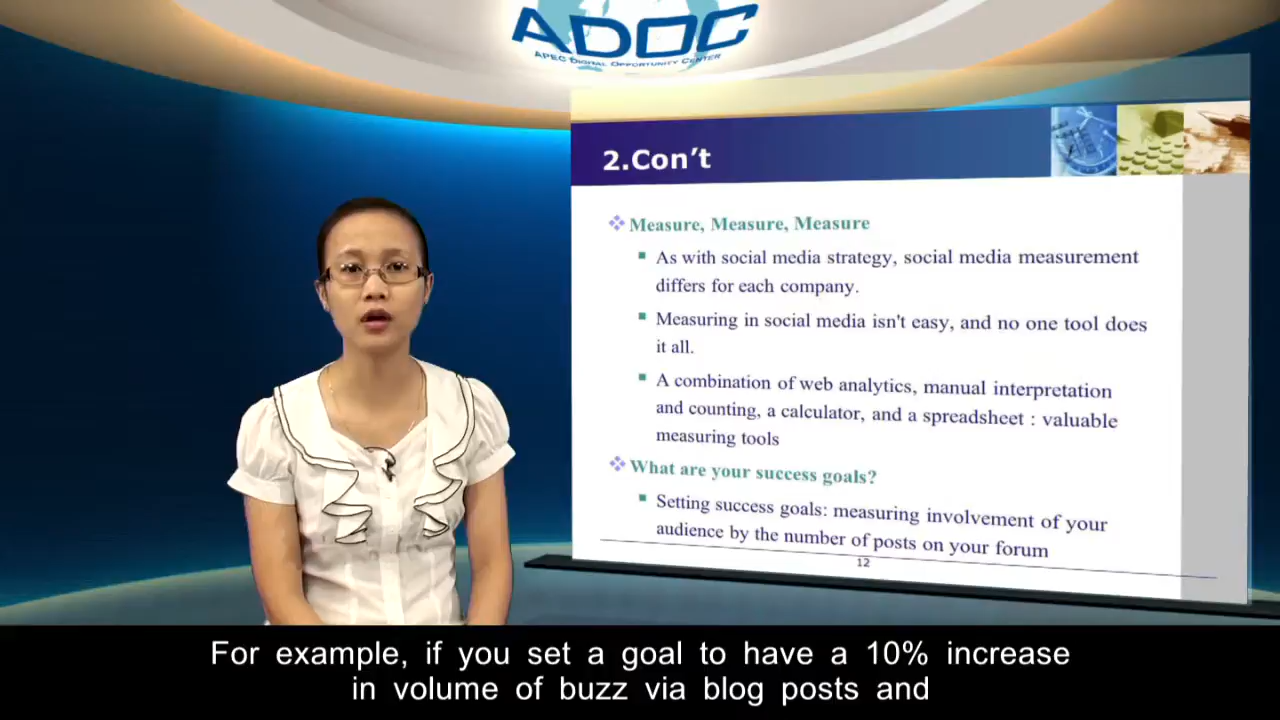 ADOC
APEC DIGITAL OPPORTUNITY CENTER
2.Con't
Measure, Measure, Measure
As with social media strategy, social media measurement
differs for each company.
Measuring in social media isn't easy, and no one tool does
it all.
A combination of web analytics, manual interpretation
and counting, a calculator, and a spreadsheet : valuable
measuring tools
What are your success goals?
Setting success goals: measuring involvement of your
audience by the number of posts on your forum
12
For example, if you set a goal to have a 10% increase
in volume of buzz via blog posts and